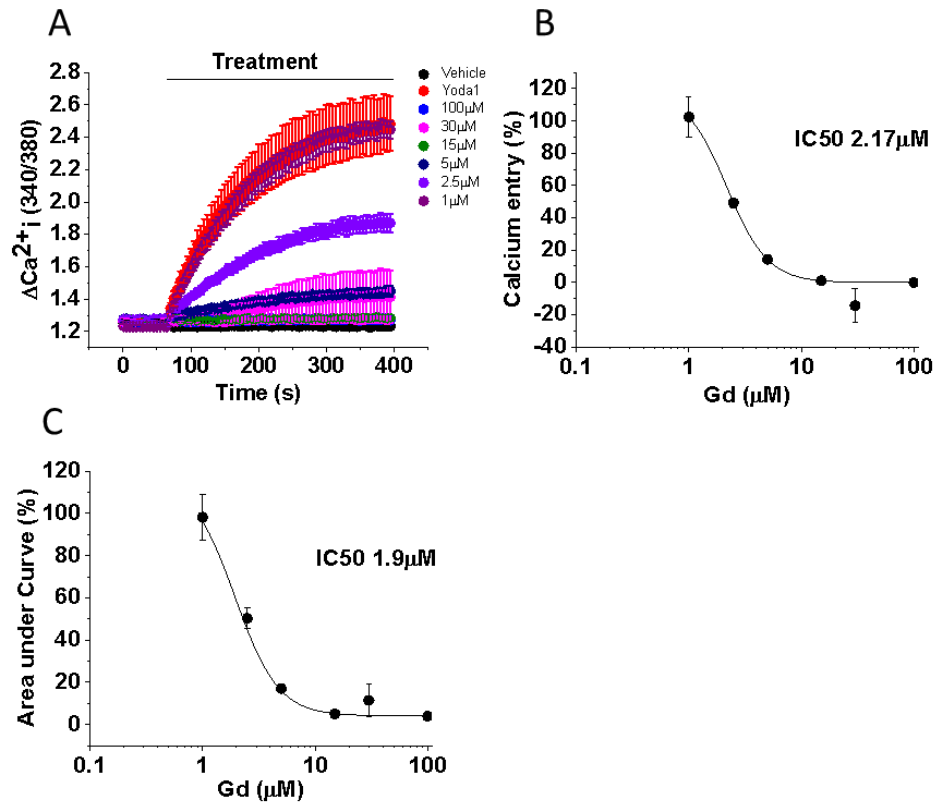 A
Treatment
2.8
2.6
2.4
2.2
2.0
1.8
1.6
1.4
1.2
0
100
200
300
400
ΔCa2+i (340/380)
Time (s)
Vehicle
Yoda1
100μM
30μM
15μM
5μM
2.5μM
1μM
B
120
100
80
60
40
20
0
-20
-40
0.1
1
10
100
Calcium entry (%)
Gd (μM)
IC50 2.17μM
C
120
100
80
60
40
20
0
0.1
1
10
100
Area under Curve (%)
Gd (μM)
IC50 1.9μM